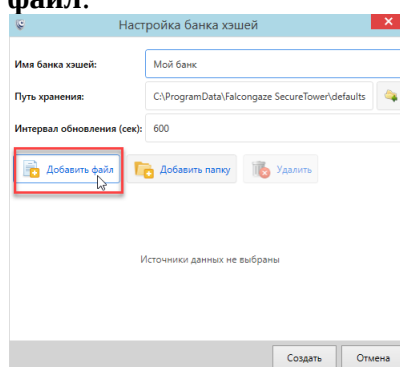 файл.
Настройка банка хэшей
Имя банка хэшей: Мой банк
Путь хранения: C:\ProgramData\Falcongaze SecureTower\defaults
Интервал обновления (сек): 600
Добавить файл Добавить папку Удалить
Источники данных не выбраны
Создать Отмена